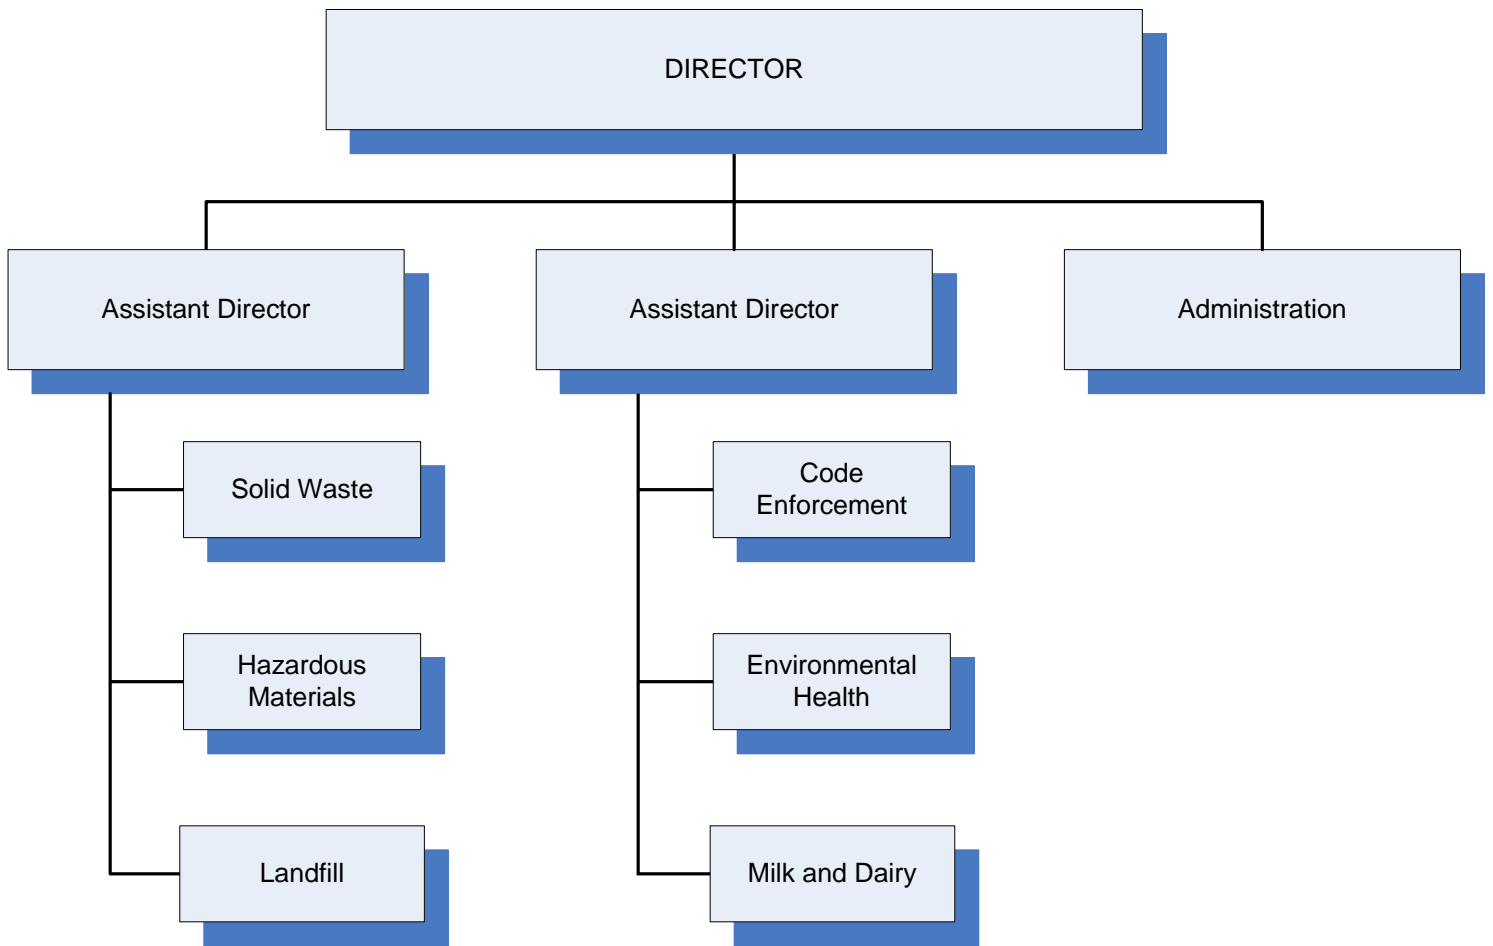 DIRECTOR
Assistant Director
Assistant Director
Administration
Solid Waste
Code
Enforcement
Hazardous
Materials
Environmental
Health
Landfill
Milk and Dairy